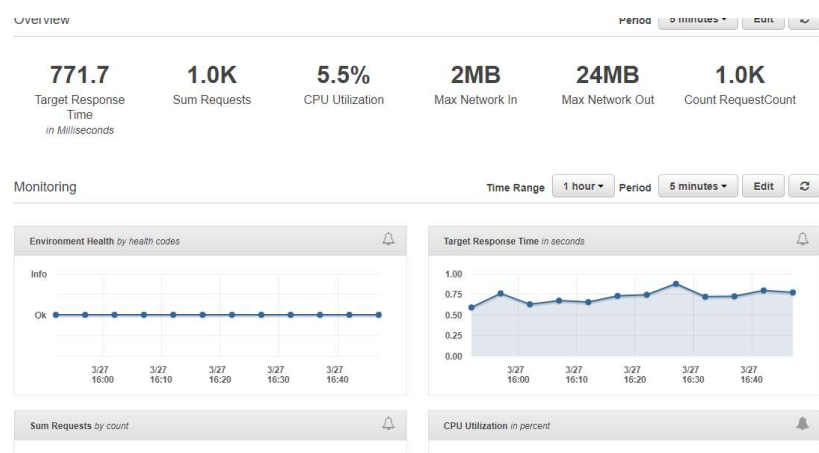 Overview Period 5 minutes Edit
771.7 1.0K 5.5% 2MB 24MB 1.0K
Target Response Time in Milliseconds Sum Requests CPU Utilization Max Network In Max Network Out Count RequestCount
Monitoring Time Range 1 hour Period 5 minutes Edit
Environment Health by health codes
Info
Ok
3/27 16:00 3/27 16:10 3/27 16:20 3/27 16:30 3/27 16:40
Target Response Time in seconds
1.00
0.75
0.50
0.25
0.00
3/27 16:00 3/27 16:10 3/27 16:20 3/27 16:30 3/27 16:40
Sum Requests by count
CPU Utilization in percent